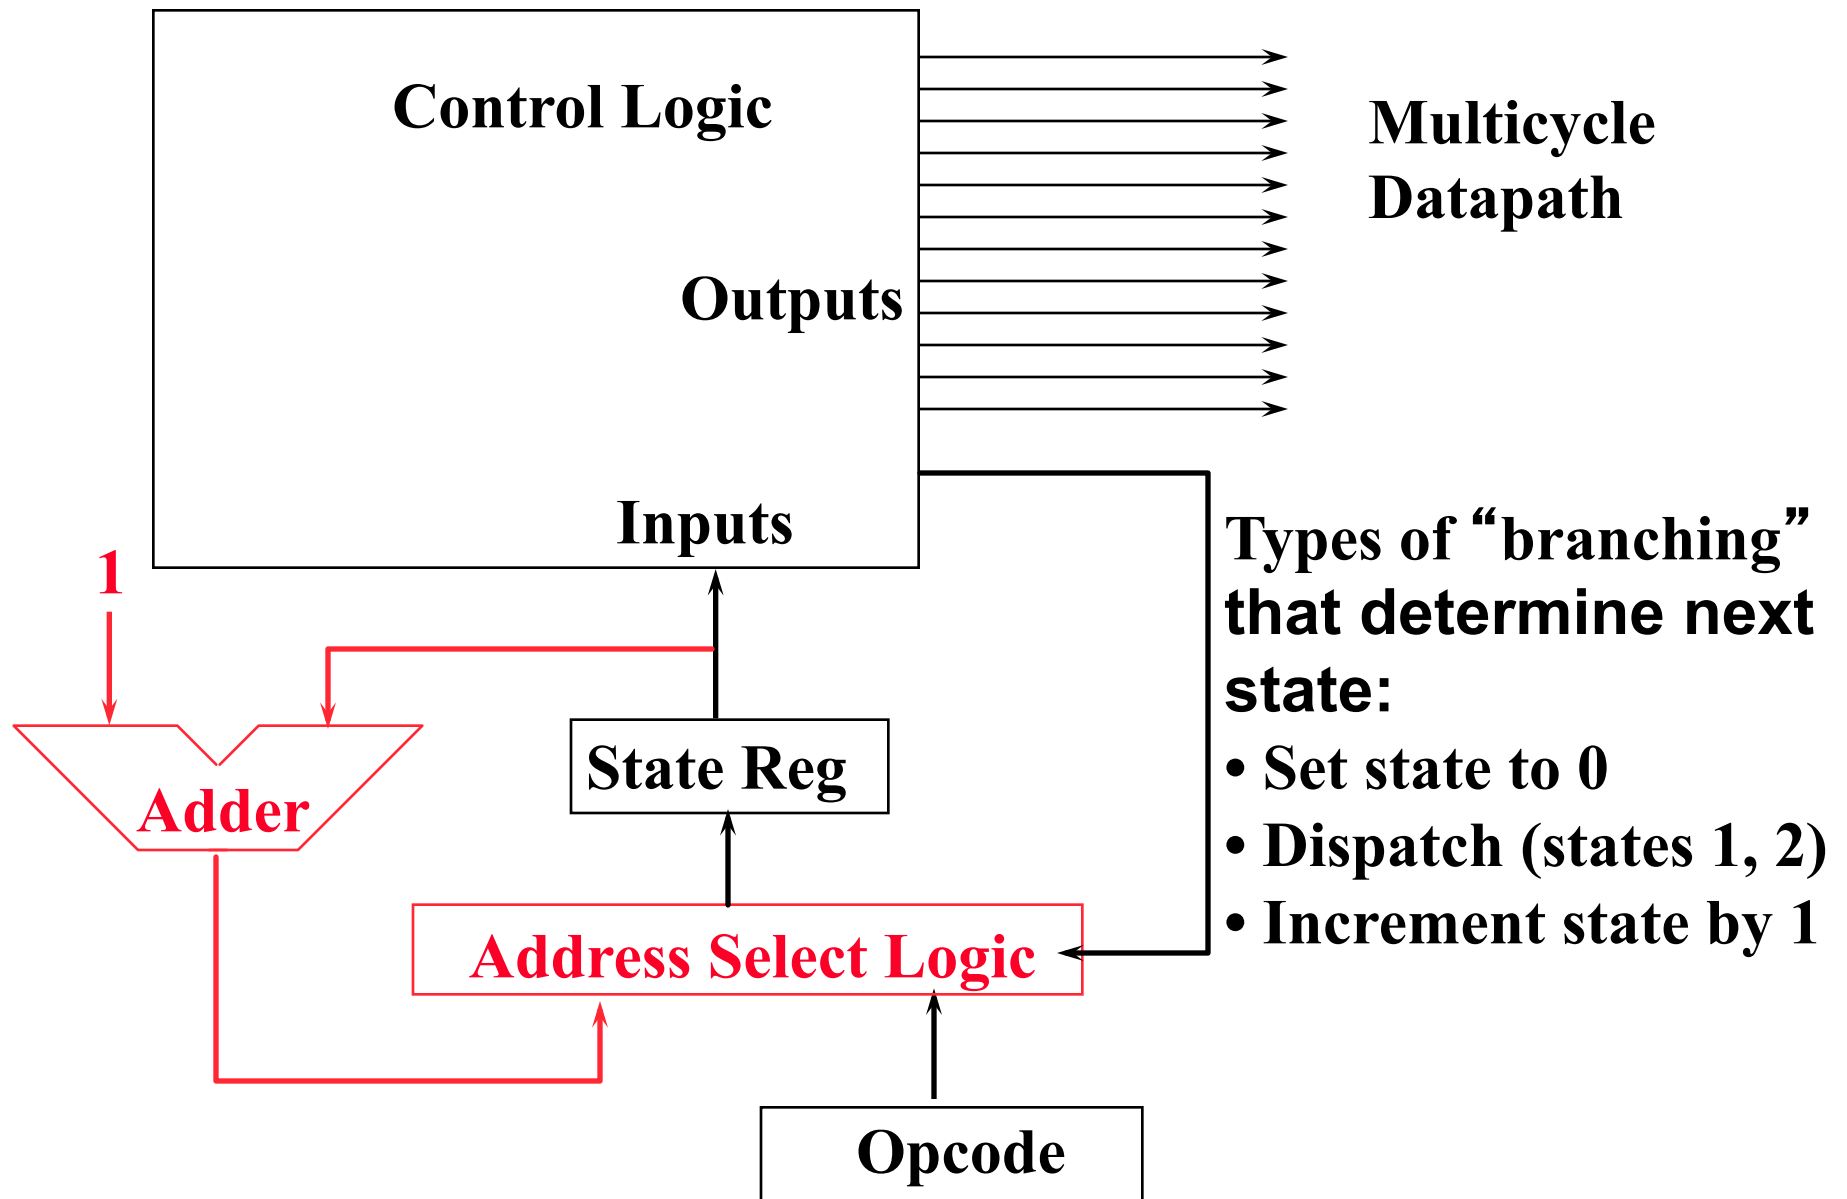 Control Logic
Multicycle
Datapath
Outputs
Inputs
1
Types of “branching”
that determine next
state:
• Set state to 0
• Dispatch (states 1, 2)
• Increment state by 1
State Reg
Adder
Address Select Logic
Opcode